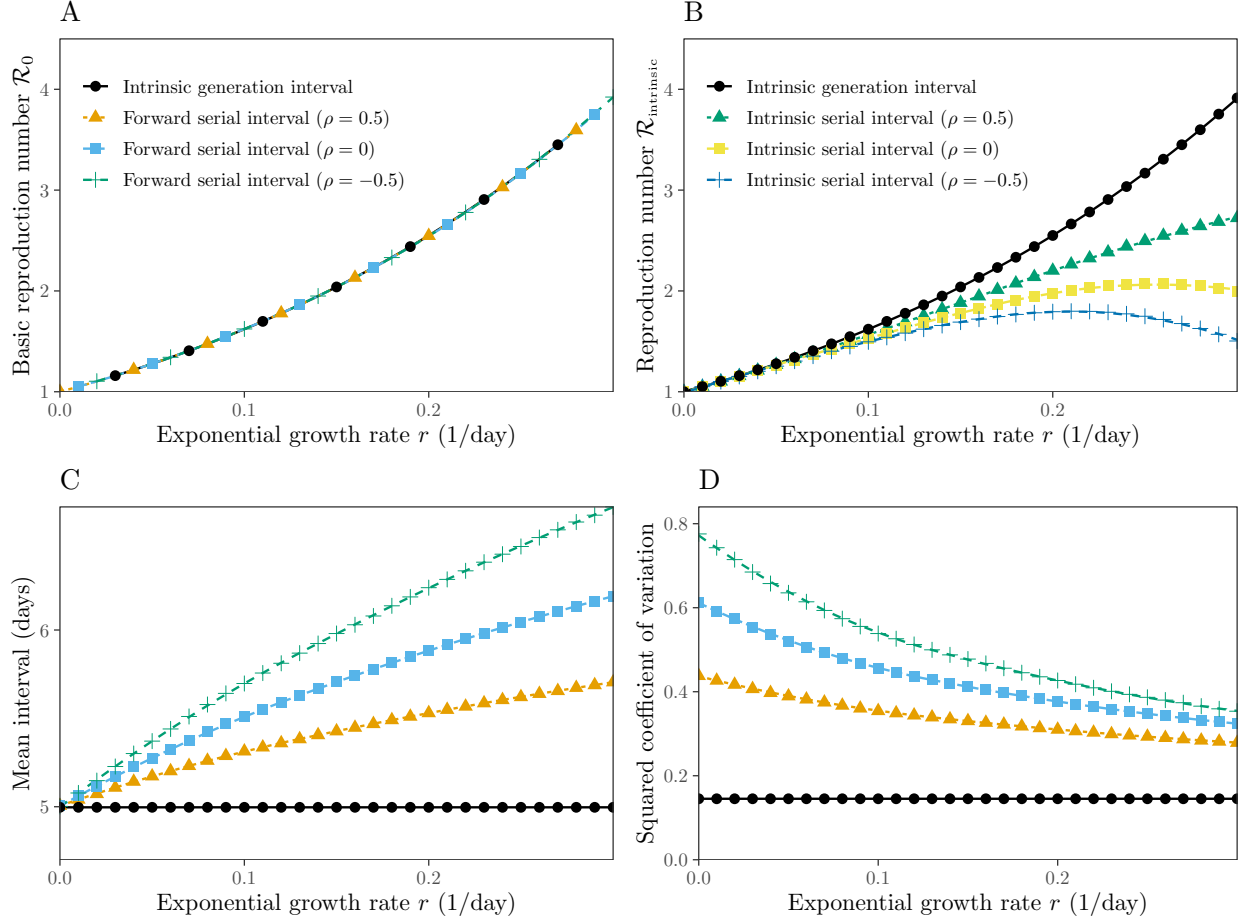 A
Basic reproduction number R₀
4
3
2
1
Intrinsic generation interval
Forward serial interval (ρ = 0.5)
Forward serial interval (ρ = 0)
Forward serial interval (ρ = −0.5)
0.0
0.1
0.2
Exponential growth rate r (1/day)
B
Reproduction number R_intrinsic
4
3
2
1
Intrinsic generation interval
Intrinsic serial interval (ρ = 0.5)
Intrinsic serial interval (ρ = 0)
Intrinsic serial interval (ρ = −0.5)
0.0
0.1
0.2
Exponential growth rate r (1/day)
C
Mean interval (days)
6
5
0.0
0.1
0.2
Exponential growth rate r (1/day)
D
Squared coefficient of variation
0.8
0.6
0.4
0.2
0.0
0.0
0.1
0.2
Exponential growth rate r (1/day)